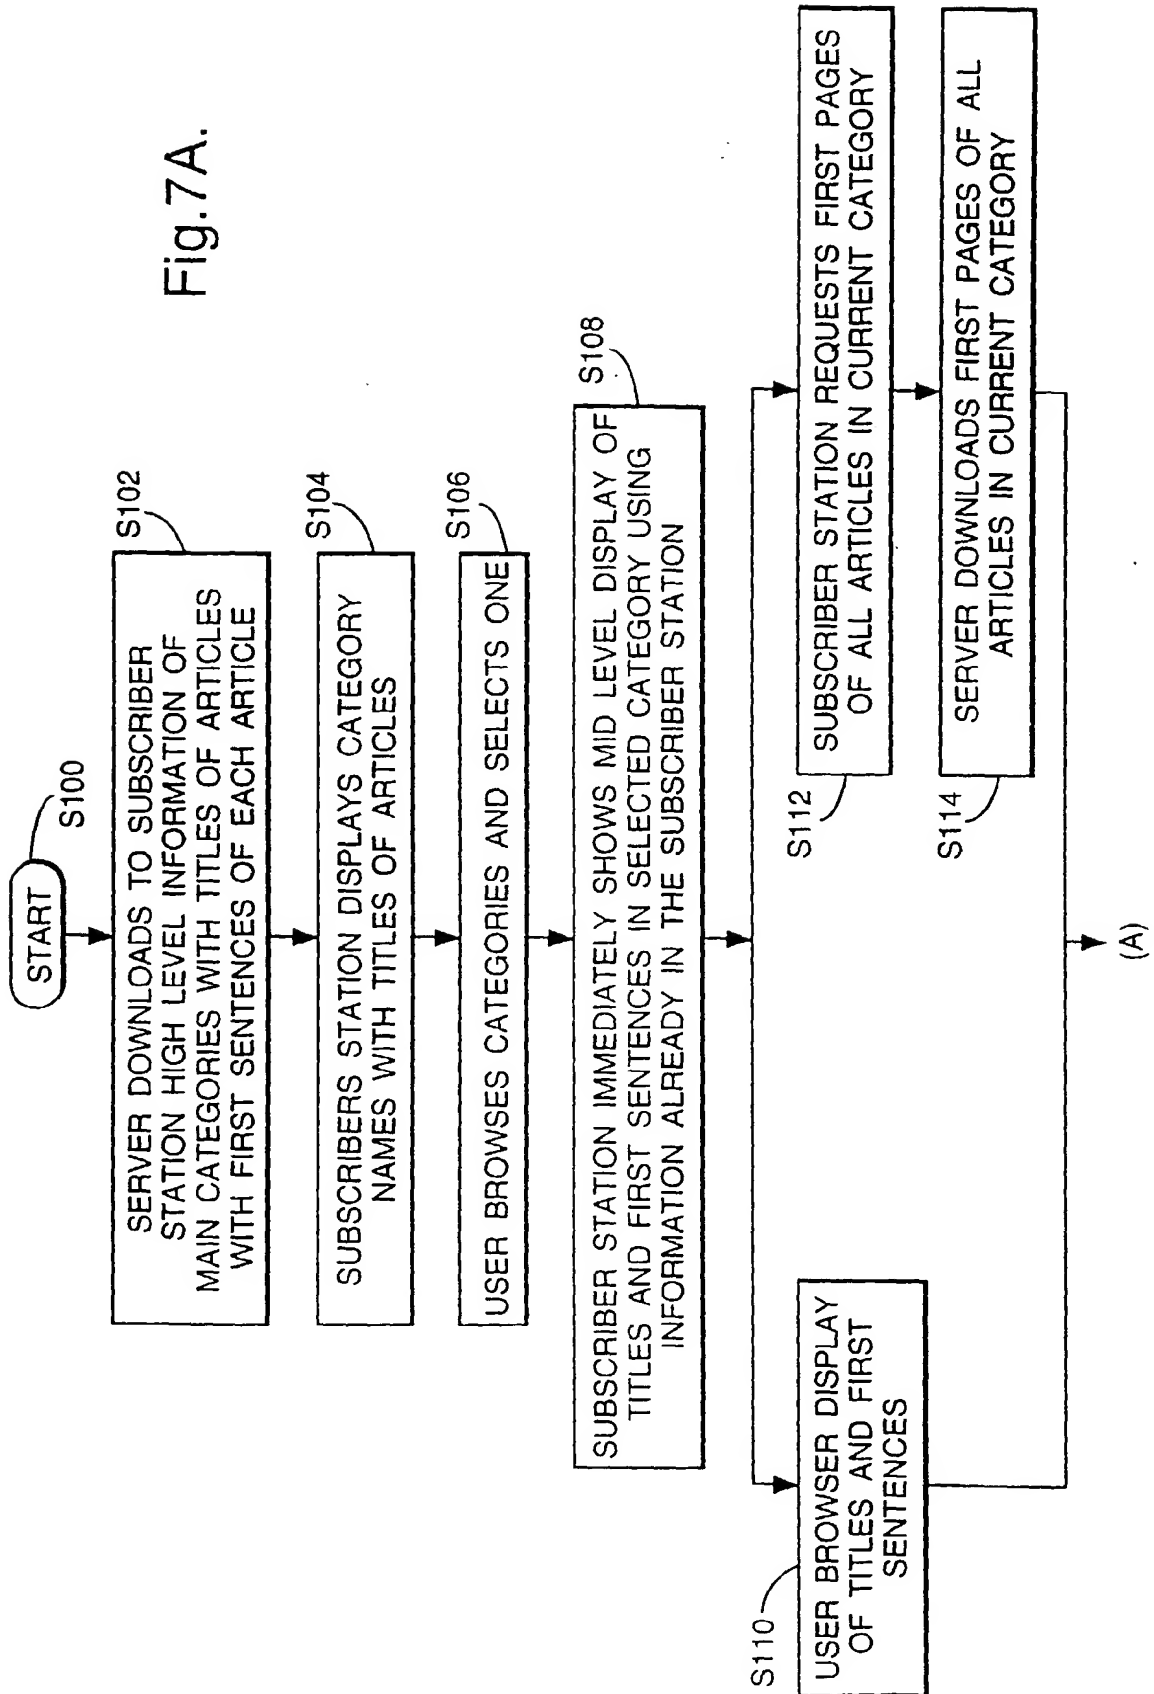 Fig.7A.
START
S100
SERVER DOWNLOADS TO SUBSCRIBER
STATION HIGH LEVEL INFORMATION OF
MAIN CATEGORIES WITH TITLES OF ARTICLES
WITH FIRST SENTENCES OF EACH ARTICLE
S102
SUBSCRIBERS STATION DISPLAYS CATEGORY
NAMES WITH TITLES OF ARTICLES
S104
USER BROWSES CATEGORIES AND SELECTS ONE
S106
SUBSCRIBER STATION IMMEDIATELY SHOWS MID LEVEL DISPLAY OF
TITLES AND FIRST SENTENCES IN SELECTED CATEGORY USING
INFORMATION ALREADY IN THE SUBSCRIBER STATION
S108
S110
USER BROWSER DISPLAY
OF TITLES AND FIRST
SENTENCES
S112
SUBSCRIBER STATION REQUESTS FIRST PAGES
OF ALL ARTICLES IN CURRENT CATEGORY
S114
SERVER DOWNLOADS FIRST PAGES OF ALL
ARTICLES IN CURRENT CATEGORY
(A)